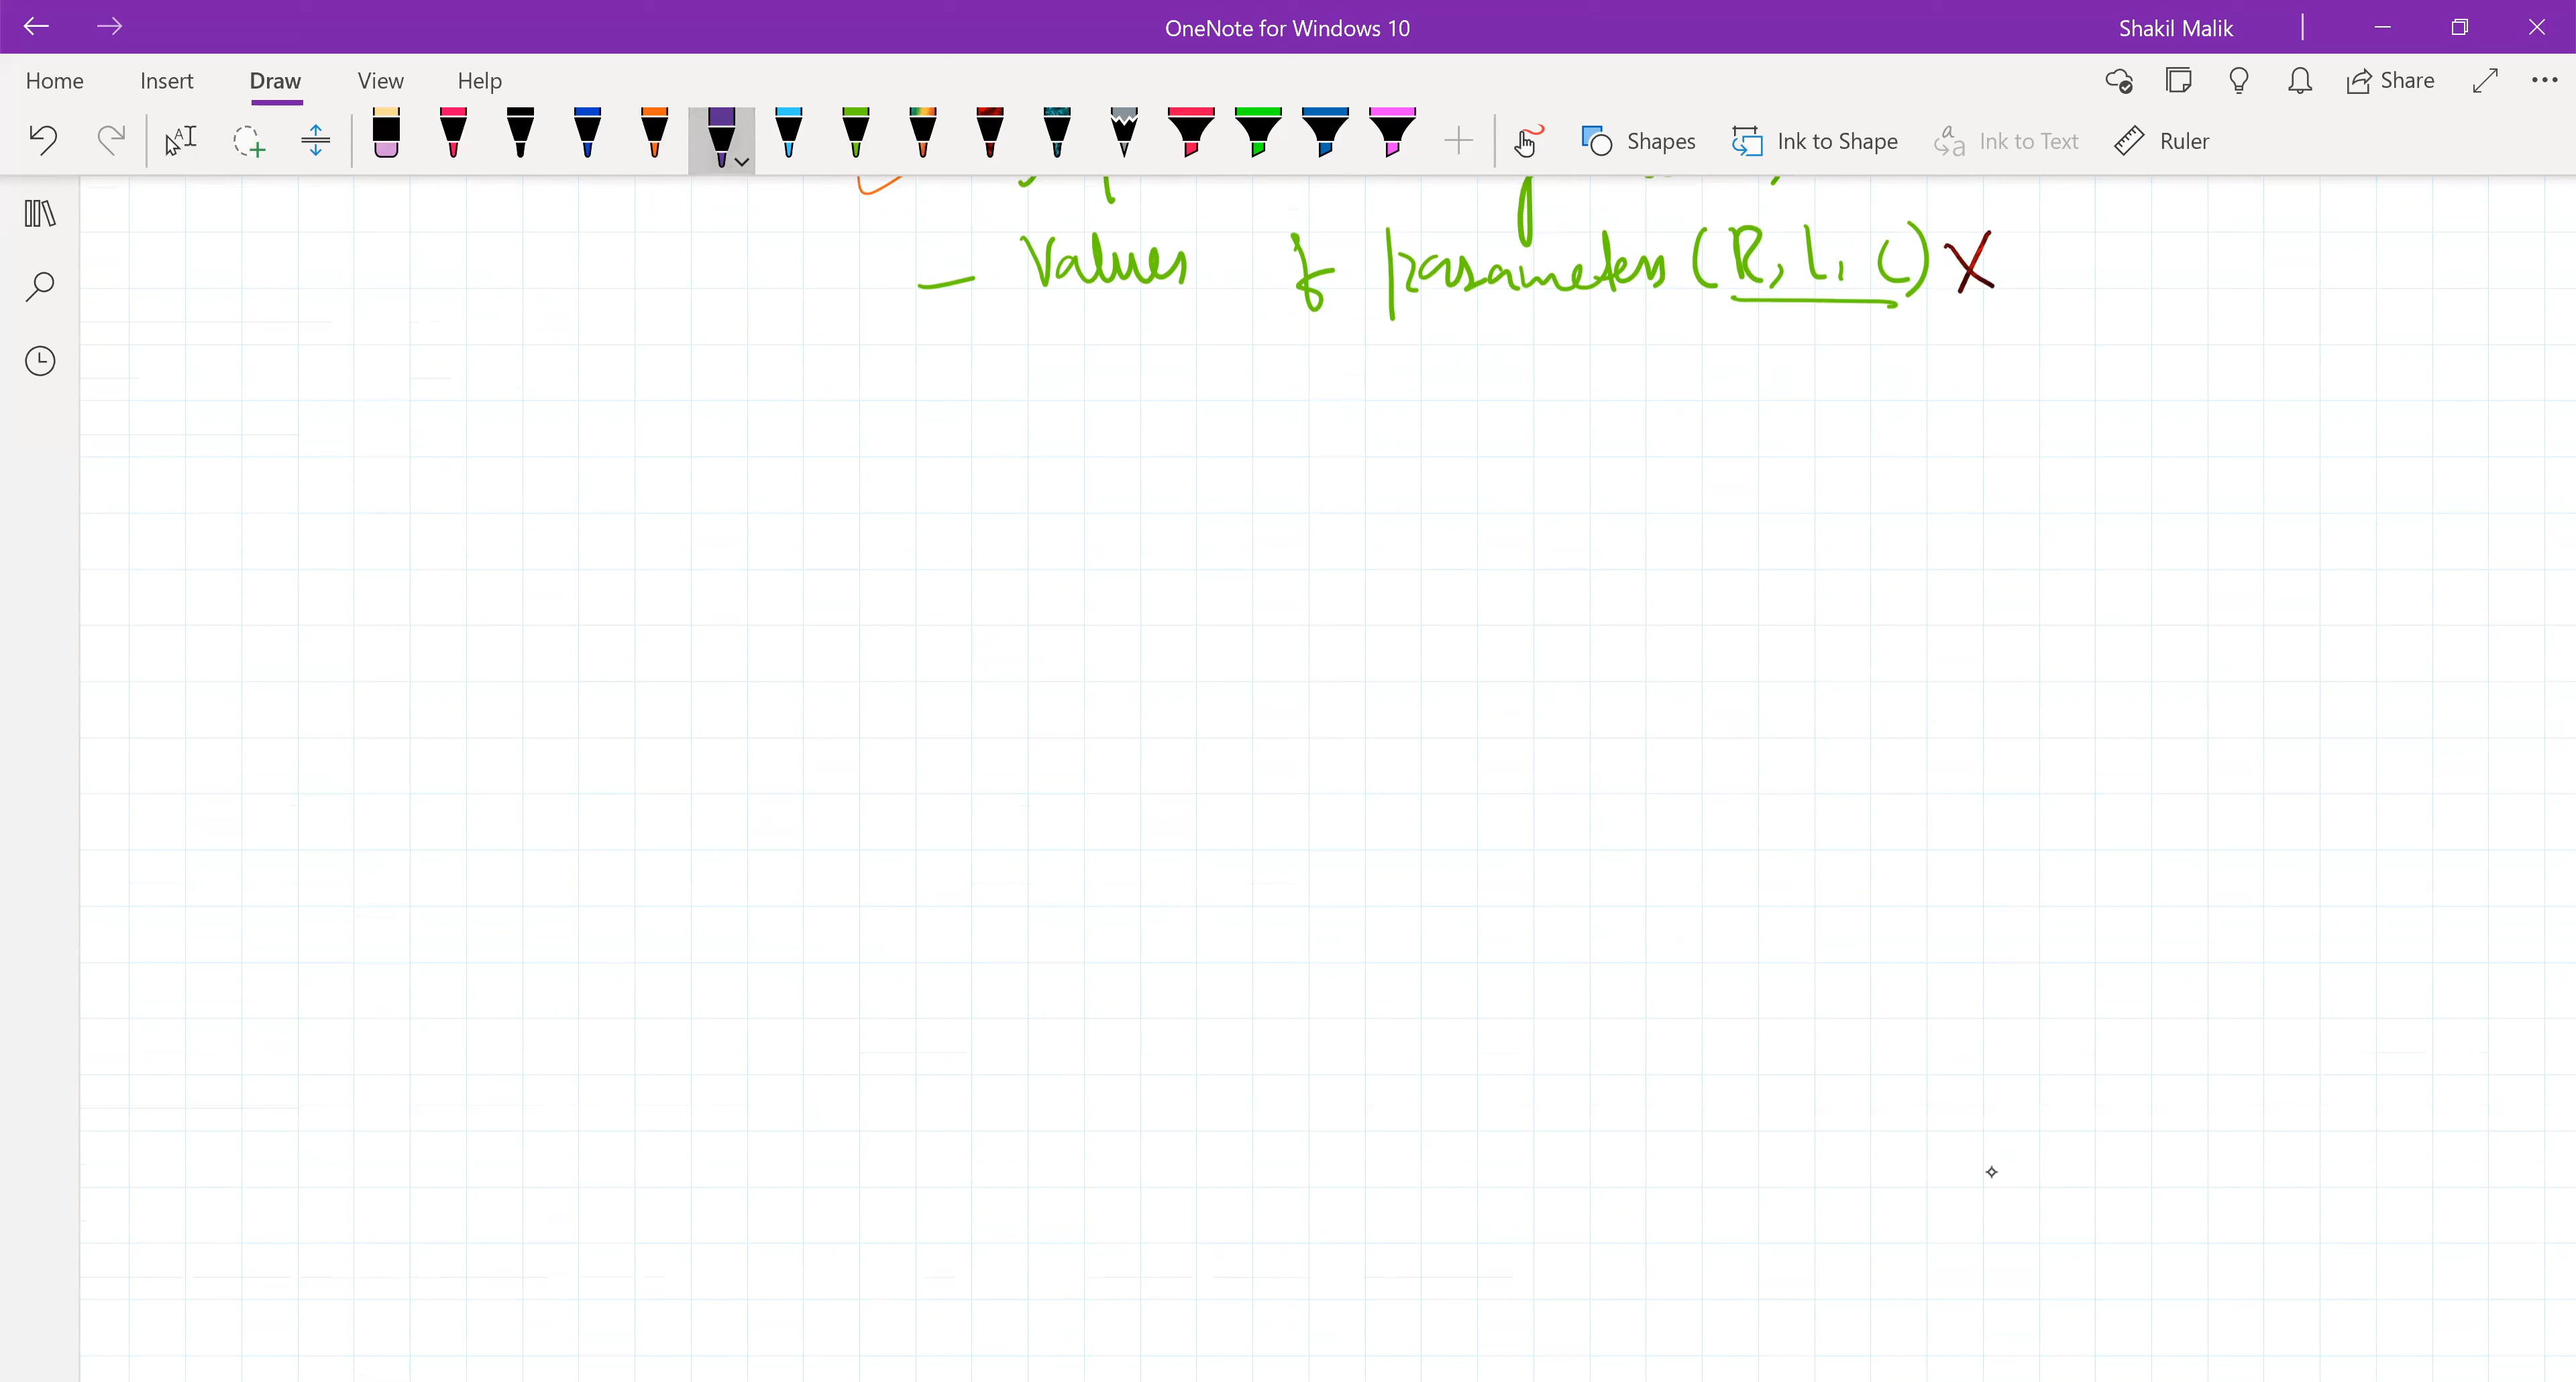 OneNote for Windows 10 Shakil Malik
Home Insert Draw View Help Share
Shapes Ink to Shape Ink to Text Ruler
— Values of parameters (R, L, C) X